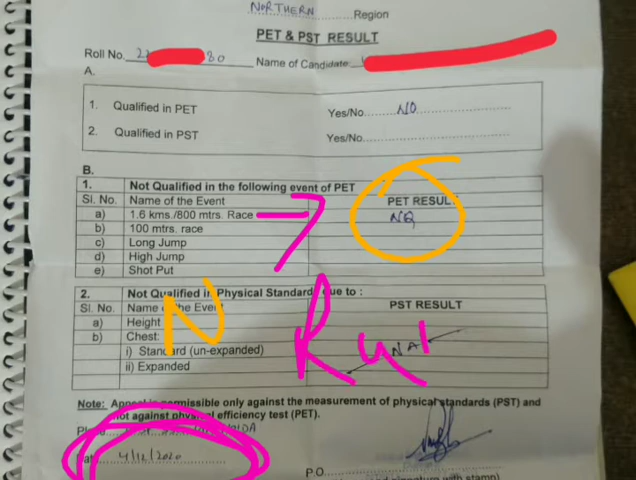 NORTHERN Region
PET & PST RESULT
Roll No. 2 80 Name of Candidate:
A.
1. Qualified in PET Yes/No NO
2. Qualified in PST Yes/No
B.
1. Not Qualified in the following event of PET
Sl. No. Name of the Event PET RESUL
a) 1.6 kms./800 mtrs. Race NQ
b) 100 mtrs. race
c) Long Jump
d) High Jump
e) Shot Put
2. Not Qualified in Physical Standard due to :
Sl. No. Name of the Event PST RESULT
a) Height
b) Chest:
i) Standard (un-expanded) NA
ii) Expanded
N
Note: Appeal is permissible only against the measurement of physical standards (PST) and
not against physical efficiency test (PET).
4/12/2020
P.O.